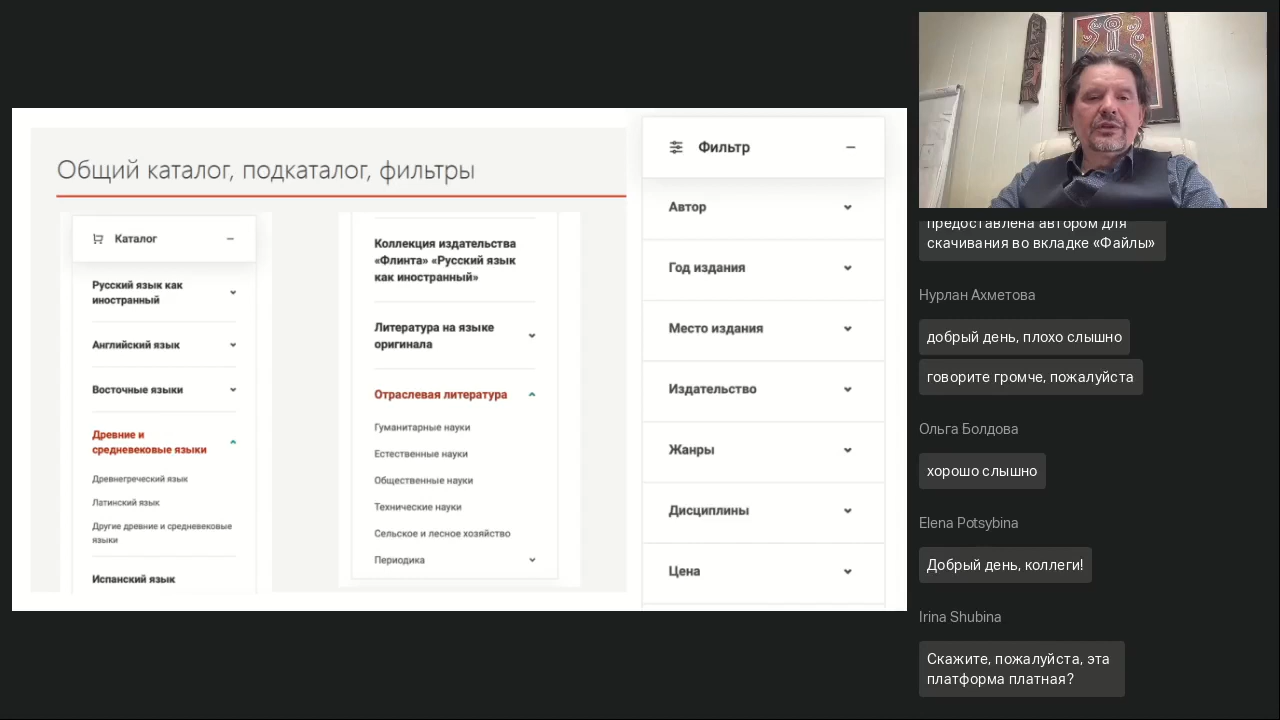 Общий каталог, подкаталог, фильтры
Каталог
Русский язык как
иностранный
Английский язык
Восточные языки
Древние и
средневековые языки
Древнегреческий язык
Латинский язык
Другие древние и средневековые
языки
Испанский язык
Коллекция издательства
«Флинта» «Русский язык
как иностранный»
Литература на языке
оригинала
Отраслевая литература
Гуманитарные науки
Естественные науки
Общественные науки
Технические науки
Сельское и лесное хозяйство
Периодика
Фильтр
Автор
Год издания
Место издания
Издательство
Жанры
Дисциплины
Цена
предоставлена автором для
скачивания во вкладке «Файлы»
Нурлан Ахметова
добрый день, плохо слышно
говорите громче, пожалуйста
Ольга Болдова
хорошо слышно
Elena Potsybina
Добрый день, коллеги!
Irina Shubina
Скажите, пожалуйста, эта
платформа платная?